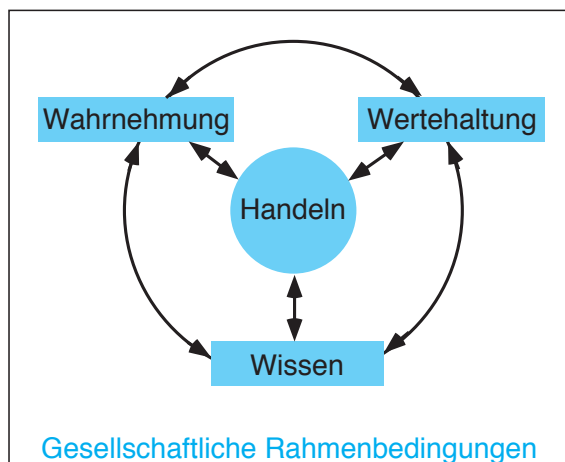 Wahrnehmung
Wertehaltung
Handeln
Wissen
Gesellschaftliche Rahmenbedingungen